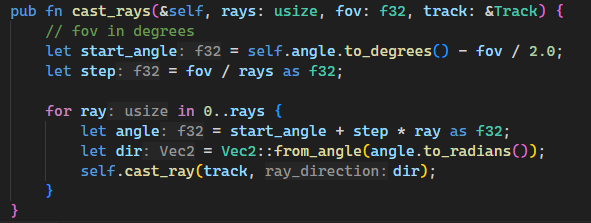 pub fn cast_rays(&self, rays: usize, fov: f32, track: &Track) {
    // fov in degrees
    let start_angle: f32 = self.angle.to_degrees() - fov / 2.0;
    let step: f32 = fov / rays as f32;

    for ray: usize in 0..rays {
        let angle: f32 = start_angle + step * ray as f32;
        let dir: Vec2 = Vec2::from_angle(angle.to_radians());
        self.cast_ray(track, ray_direction: dir);
    }
}